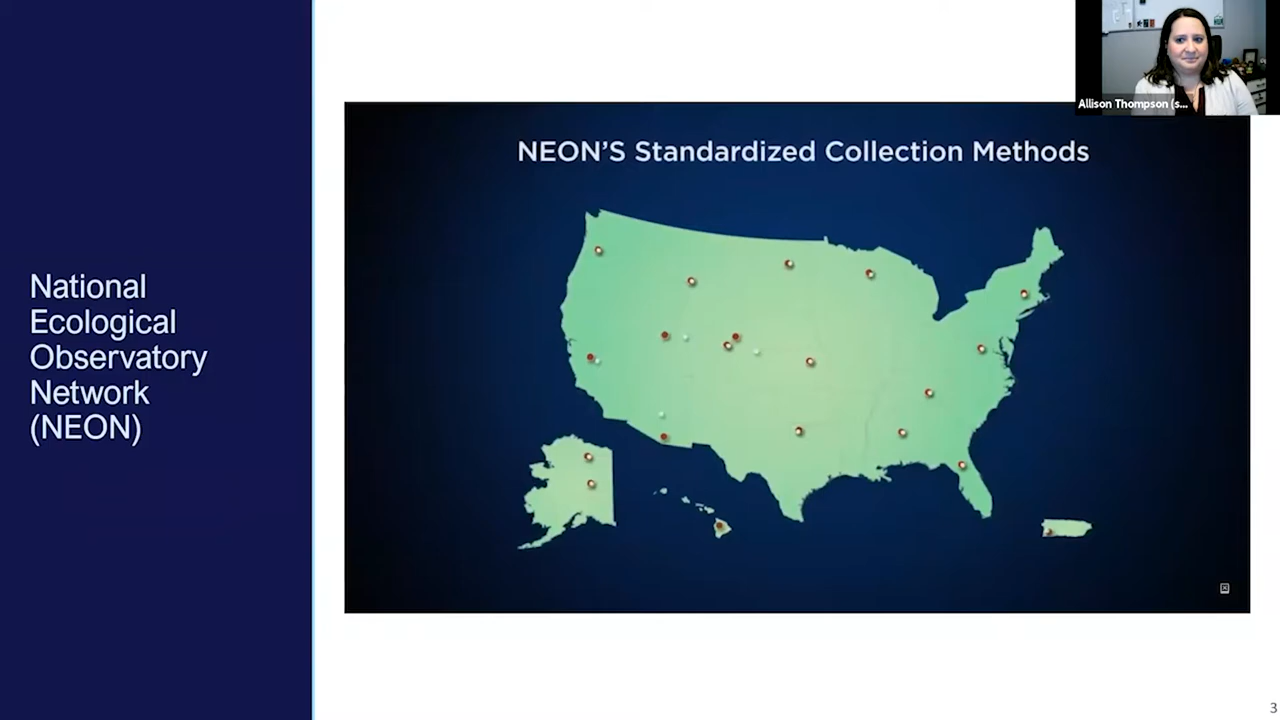 National
Ecological
Observatory
Network
(NEON)
NEON'S Standardized Collection Methods
Allison Thompson (s...
3